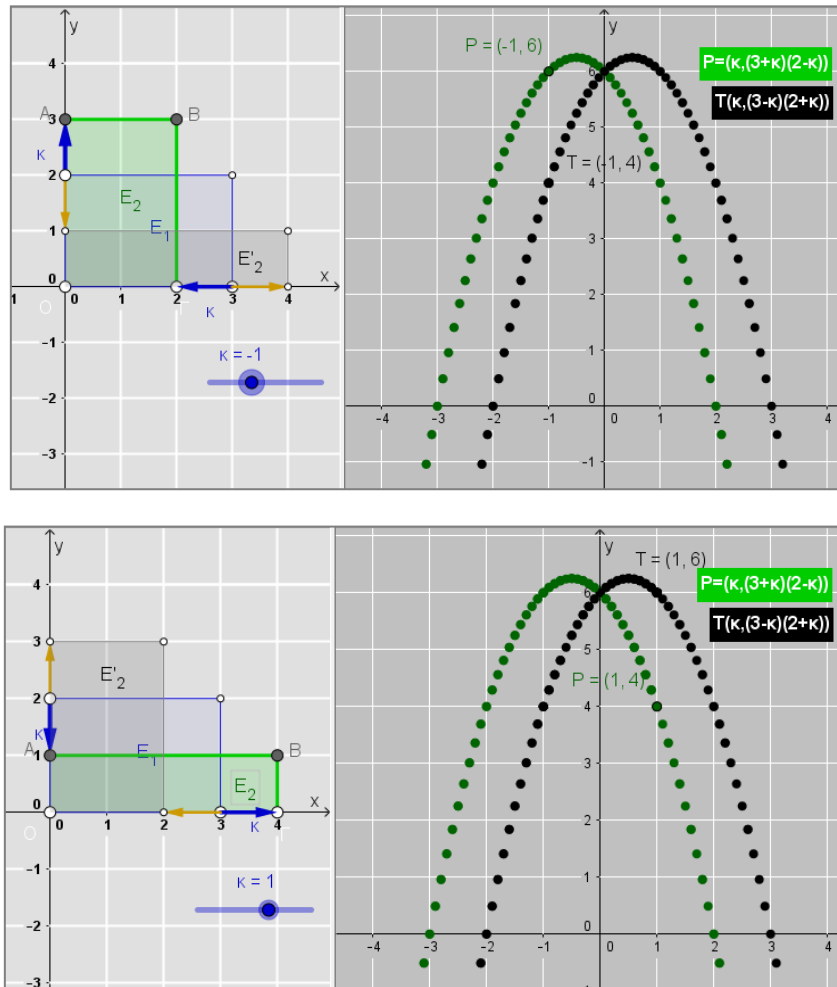 y
4
A
B
3
κ
2
E₂
E₁
1
E'₂
x
0
1 0 1 2 3 4
O
κ
-1
κ = -1
-2
-3
y
P = (-1, 6)
P=(κ,(3+κ)(2-κ))
6
T(κ,(3-κ)(2+κ))
5
T = (-1, 4)
4
3
2
1
0
-4 -3 -2 -1 0 1 2 3 4
-1
y
4
3
E'₂
2
κ
A
B
1
E₁
E₂
x
0
0 1 2 3 4
O
κ
-1
κ = 1
-2
-3
y
T = (1, 6)
P=(κ,(3+κ)(2-κ))
6
T(κ,(3-κ)(2+κ))
5
P = (1, 4)
4
3
2
1
0
-4 -3 -2 -1 0 1 2 3 4